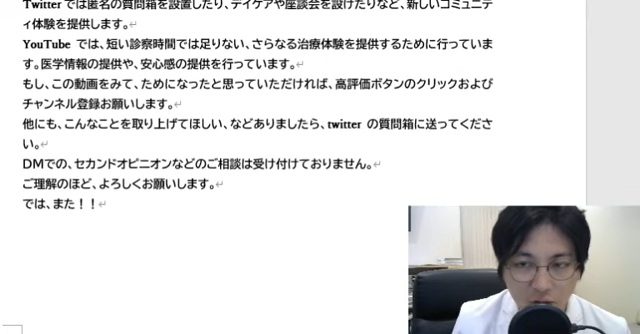 Twitterでは匿名の質問箱を設置したり、デイケアや座談会を設けたりなど、新しいコミュニテ
ィ体験を提供します。
YouTube では、短い診察時間では足りない、さらなる治療体験を提供するために行っていま
す。医学情報の提供や、安心感の提供を行っています。
もし、この動画をみて、ためになったと思っていただければ、高評価ボタンのクリックおよび
チャンネル登録お願いします。
他にも、こんなことを取り上げてほしい、などありましたら、twitter の質問箱に送ってくださ
い。
DMでの、セカンドオピニオンなどのご相談は受け付けておりません。
ご理解のほど、よろしくお願いします。
では、また！！